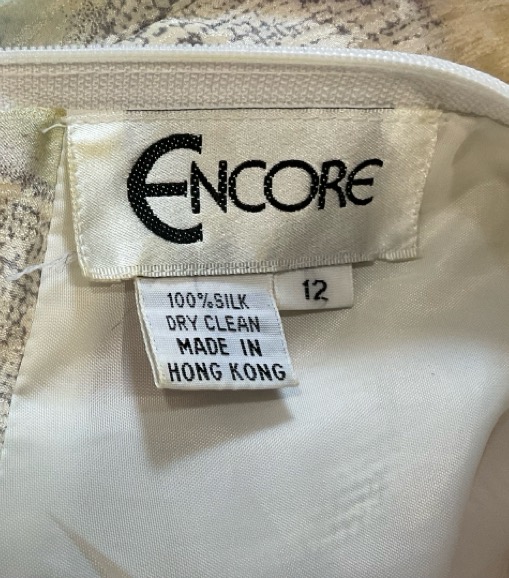 ENCORE
12
100% SILK
DRY CLEAN
MADE IN
HONG KONG